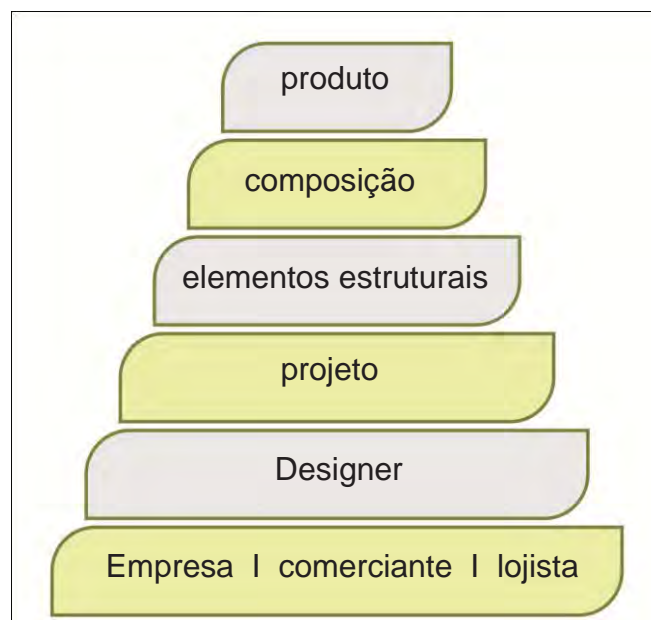 produto
composição
elementos estruturais
projeto
Designer
Empresa I comerciante I lojista